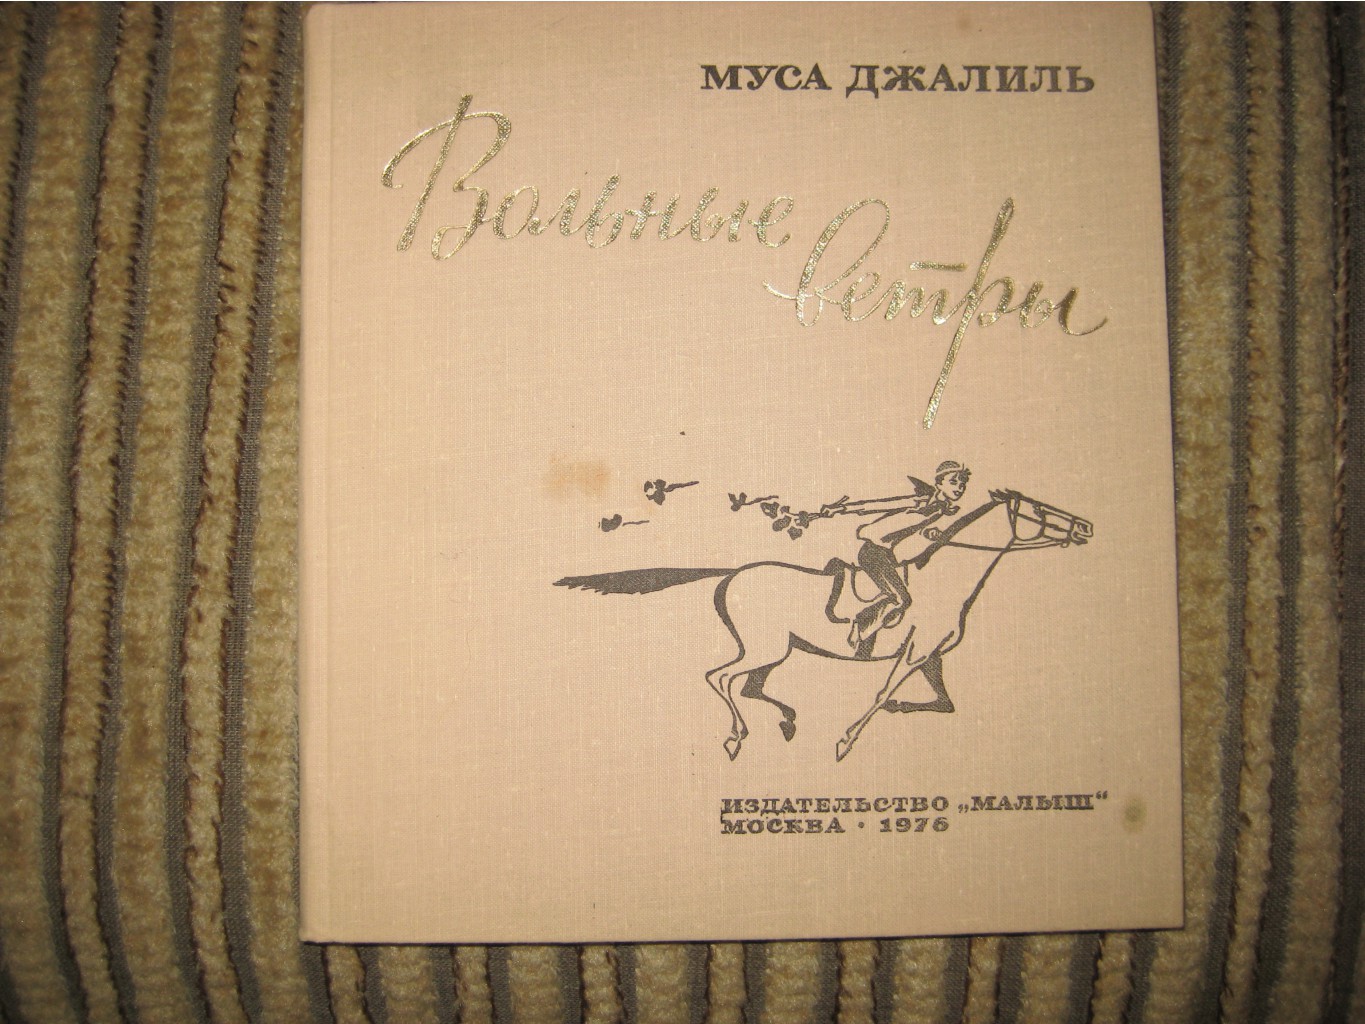 МУСА ДЖАЛИЛЬ
Вольные
ветры
ИЗДАТЕЛЬСТВО „МАЛЫШ“
МОСКВА · 1976